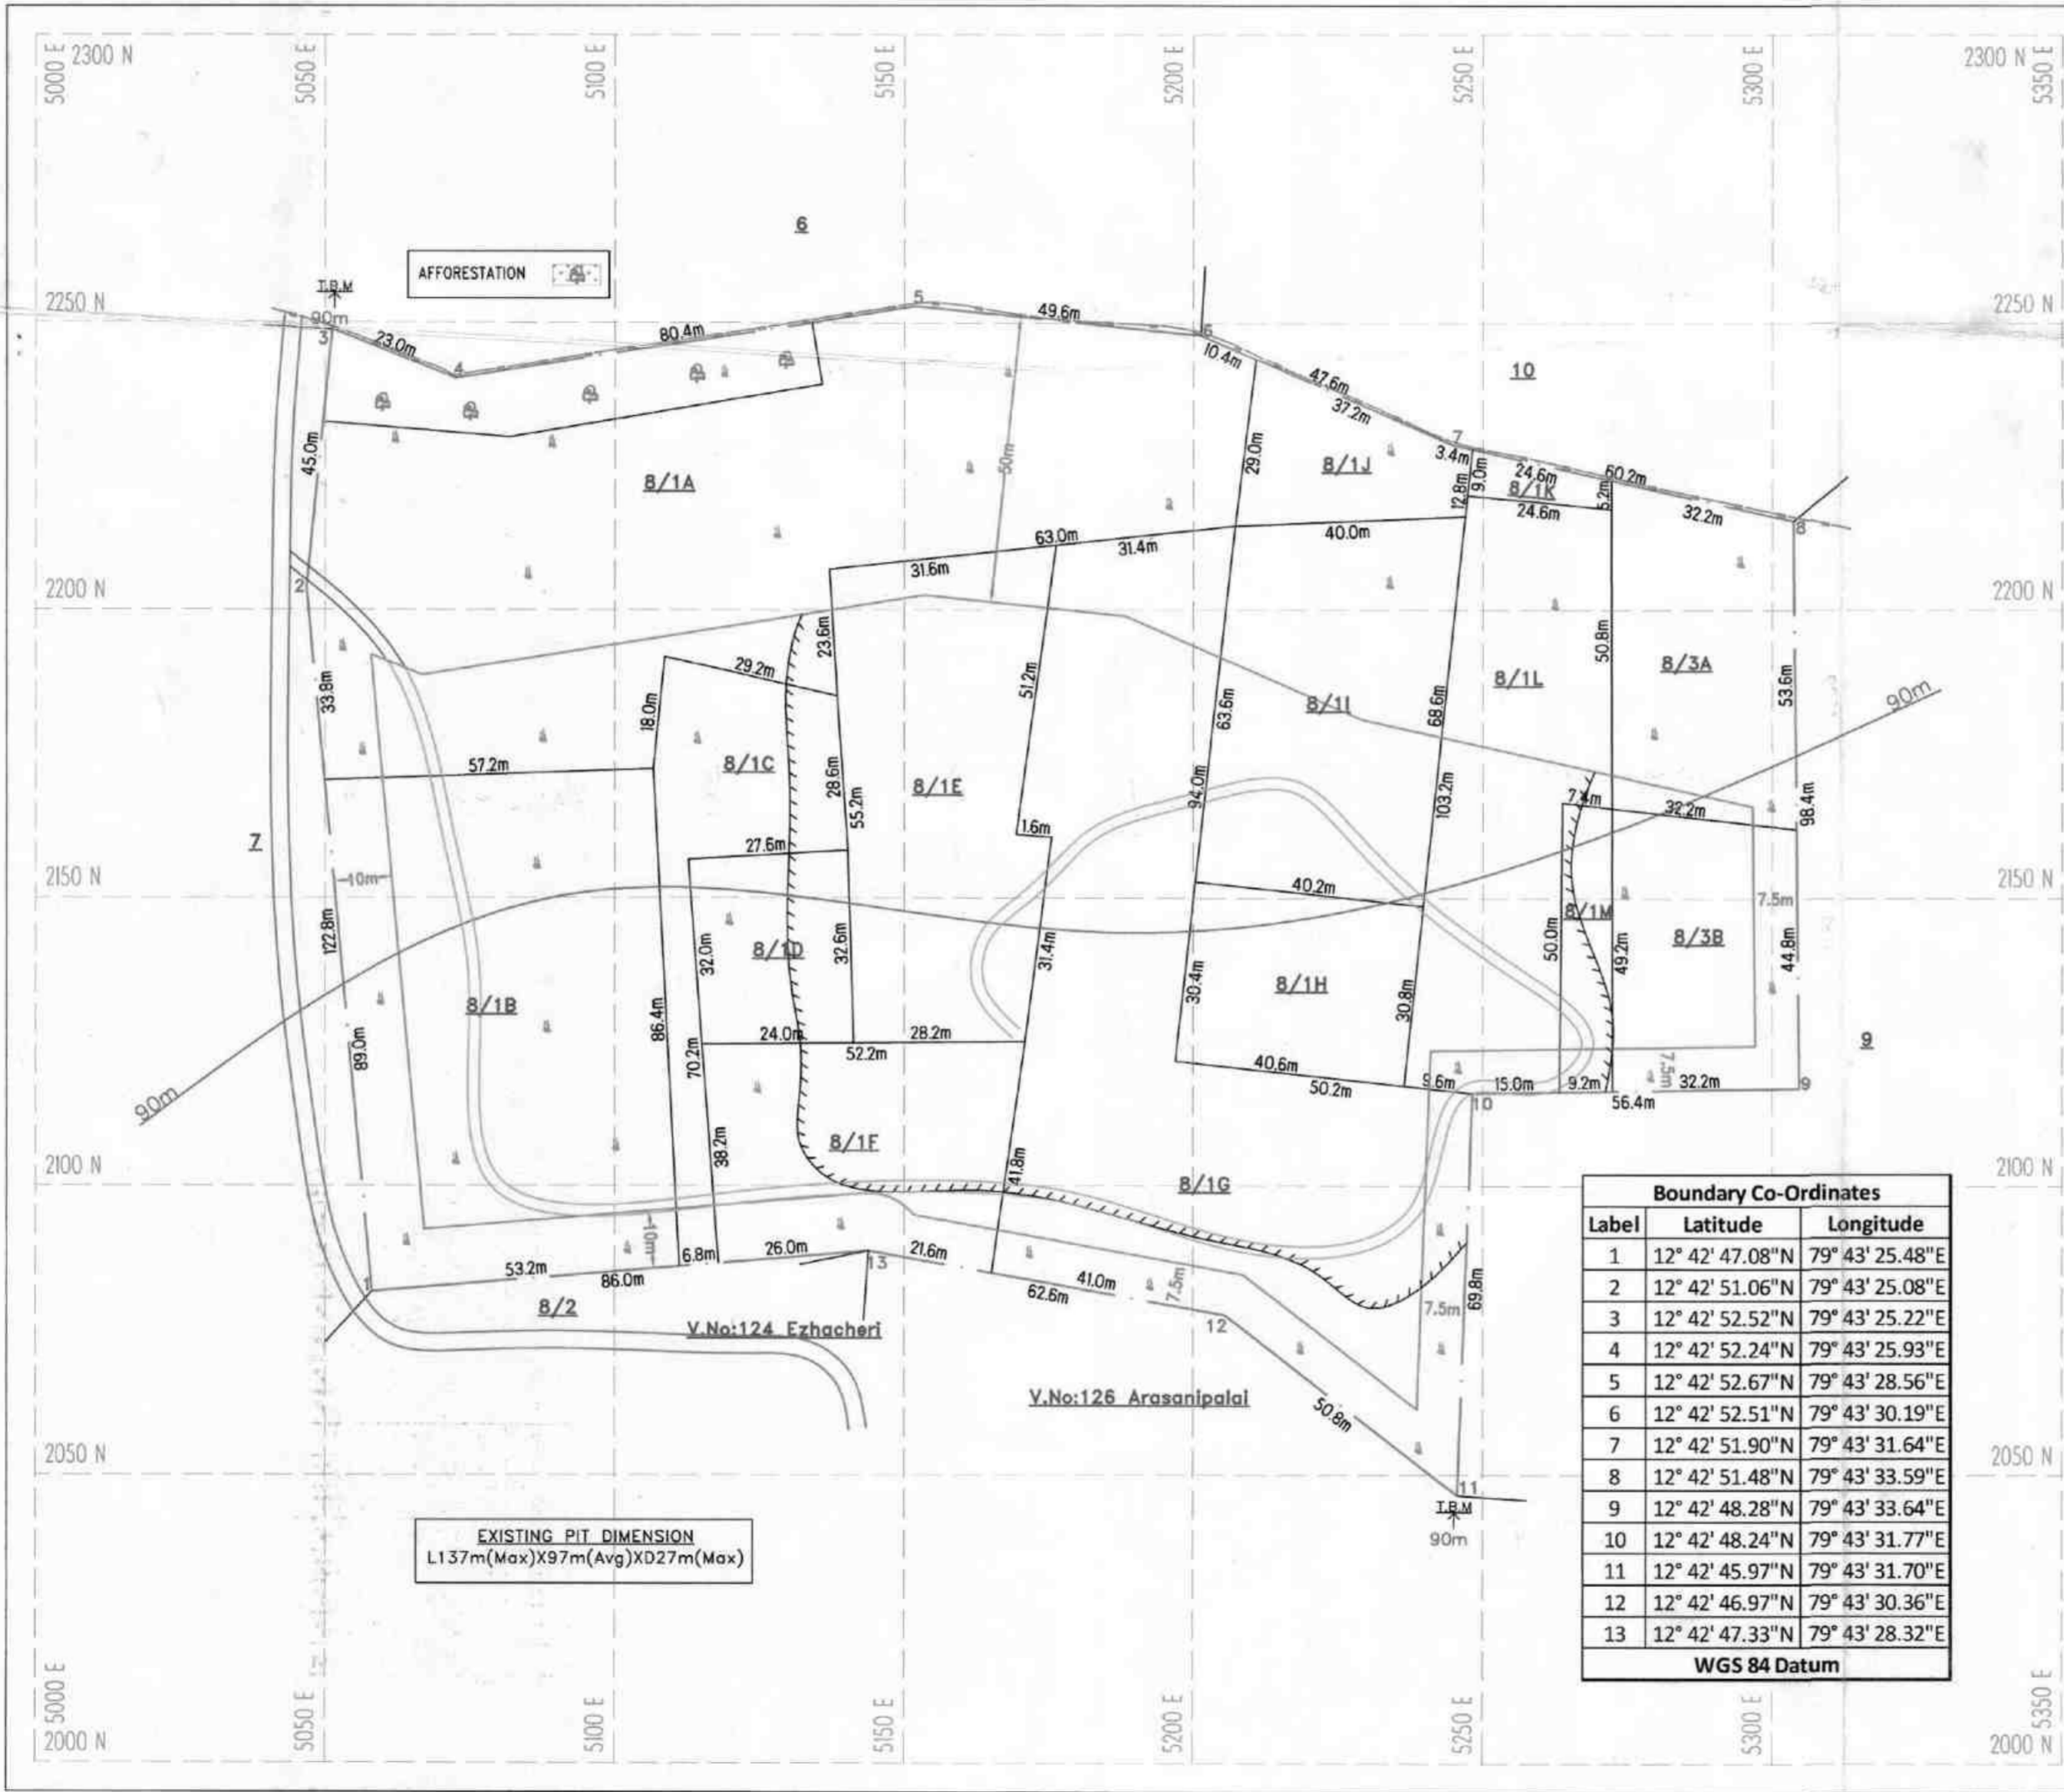 5000 E 2300 N 5050 E 5100 E 5150 E 5200 E 5250 E 5300 E 2300 N 5350 E
6
AFFORESTATION
T.B.M
90m
2250 N 2250 N
3 23.0m 4 80.4m 5 49.6m 6
10.4m 47.6m 37.2m 10
7 3.4m 9.0m 24.6m 60.2m 32.2m 8
45.0m 8/1A 50m 29.0m 8/1J 12.8m 8/1K 5.2m
24.6m
63.0m 31.4m 40.0m
31.6m
2200 N 2 2200 N
33.8m 29.2m 23.6m 51.2m 63.6m 8/1I 68.6m 8/1L 50.8m 8/3A 53.6m 90m
18.0m
57.2m 8/1C 28.6m 8/1E 94.0m 103.2m 7.4m 32.2m 98.4m
55.2m
7 27.6m 1.6m
2150 N 10m 40.2m 7.5m 2150 N
122.8m 8/1B 32.0m 8/1D 32.6m 31.4m 30.4m 8/1H 30.8m 50.0m 8/1M 49.2m 8/3B 44.8m
89.0m 86.4m 70.2m 24.0m 52.2m 28.2m 9
90m 40.6m 50.2m 9.6m 15.0m 9.2m 7.5m 32.2m 9
10 56.4m
38.2m 8/1F
2100 N 41.8m 8/1G 2100 N
10m 6.8m 26.0m 13 21.6m
1 53.2m 86.0m 62.6m 41.0m 7.5m 7.5m 69.8m
8/2 12
V.No:124 Ezhacheri
V.No:126 Arasanipalai 50.8m
2050 N 2050 N
11
T.B.M
90m
EXISTING PIT DIMENSION
L137m(Max)X97m(Avg)XD27m(Max)
Boundary Co-Ordinates
Label Latitude Longitude
1 12° 42' 47.08"N 79° 43' 25.48"E
2 12° 42' 51.06"N 79° 43' 25.08"E
3 12° 42' 52.52"N 79° 43' 25.22"E
4 12° 42' 52.24"N 79° 43' 25.93"E
5 12° 42' 52.67"N 79° 43' 28.56"E
6 12° 42' 52.51"N 79° 43' 30.19"E
7 12° 42' 51.90"N 79° 43' 31.64"E
8 12° 42' 51.48"N 79° 43' 33.59"E
9 12° 42' 48.28"N 79° 43' 33.64"E
10 12° 42' 48.24"N 79° 43' 31.77"E
11 12° 42' 45.97"N 79° 43' 31.70"E
12 12° 42' 46.97"N 79° 43' 30.36"E
13 12° 42' 47.33"N 79° 43' 28.32"E
WGS 84 Datum
5000 E 2000 N 5050 E 5100 E 5150 E 5200 E 5250 E 5300 E 2000 N 5350 E